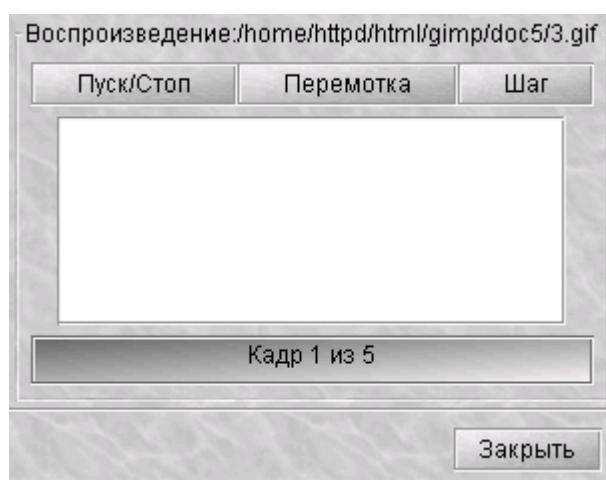 Воспроизведение:/home/httpd/html/gimp/doc5/3.gif
Пуск/Стоп Перемотка Шаг
Кадр 1 из 5
Закрыть